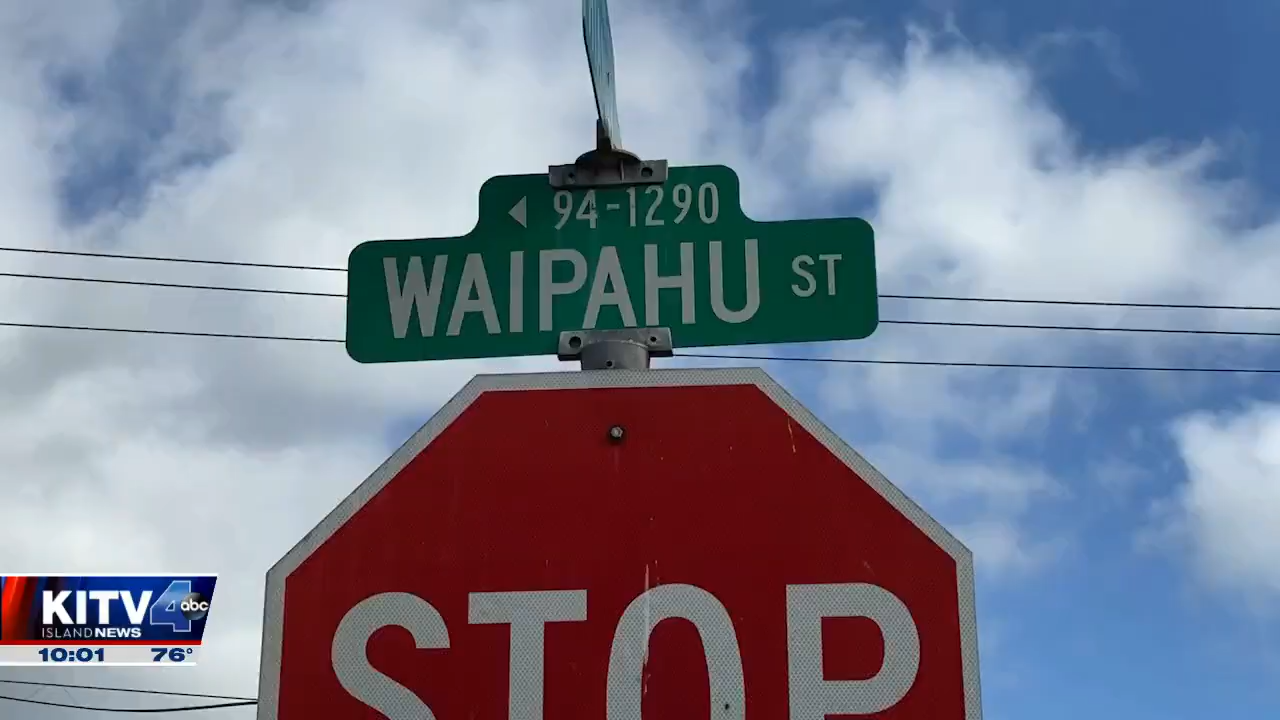 ◀ 94-1290
WAIPAHU ST
STOP
KITV4 abc
ISLAND NEWS
10:01 76°